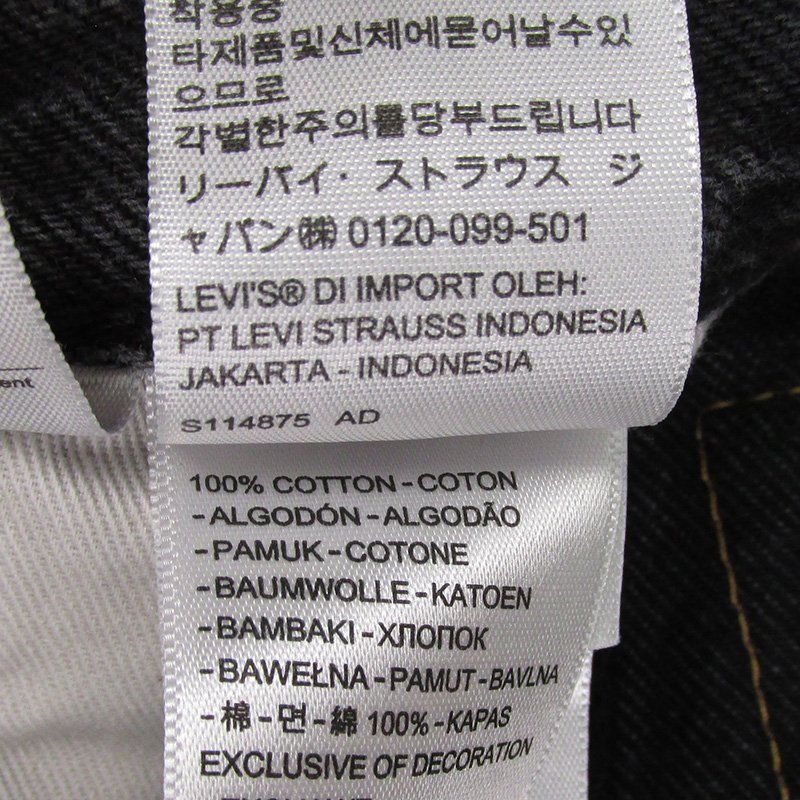 착용중
타제품및신체에묻어날수있
으므로
각별한주의를당부드립니다
リーバイ・ストラウス ジ
ャパン㈱ 0120-099-501
LEVI'S® DI IMPORT OLEH:
PT LEVI STRAUSS INDONESIA
JAKARTA - INDONESIA
S114875 AD
ent
100% COTTON - COTON
- ALGODÓN - ALGODÃO
- PAMUK - COTONE
- BAUMWOLLE - KATOEN
- BAMBAKI - ХЛОПОК
- BAWEŁNA - PAMUT - BAVLNA
- 棉 - 면 - 綿 100% - KAPAS
EXCLUSIVE OF DECORATION